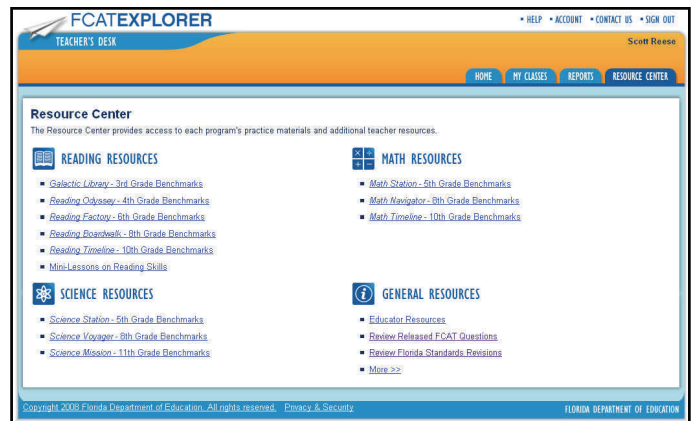 FCATEXPLORER
▪ HELP ▪ ACCOUNT ▪ CONTACT US ▪ SIGN OUT
TEACHER'S DESK
Scott Reese
HOME MY CLASSES REPORTS RESOURCE CENTER
Resource Center
The Resource Center provides access to each program's practice materials and additional teacher resources.
READING RESOURCES
▪ Galactic Library - 3rd Grade Benchmarks
▪ Reading Odyssey - 4th Grade Benchmarks
▪ Reading Factory - 6th Grade Benchmarks
▪ Reading Boardwalk - 8th Grade Benchmarks
▪ Reading Timeline - 10th Grade Benchmarks
▪ Mini-Lessons on Reading Skills
MATH RESOURCES
▪ Math Station - 5th Grade Benchmarks
▪ Math Navigator - 8th Grade Benchmarks
▪ Math Timeline - 10th Grade Benchmarks
SCIENCE RESOURCES
▪ Science Station - 5th Grade Benchmarks
▪ Science Voyager - 8th Grade Benchmarks
▪ Science Mission - 11th Grade Benchmarks
GENERAL RESOURCES
▪ Educator Resources
▪ Review Released FCAT Questions
▪ Review Florida Standards Revisions
▪ More >>
Copyright 2008 Florida Department of Education. All rights reserved. Privacy & Security
FLORIDA DEPARTMENT OF EDUCATION